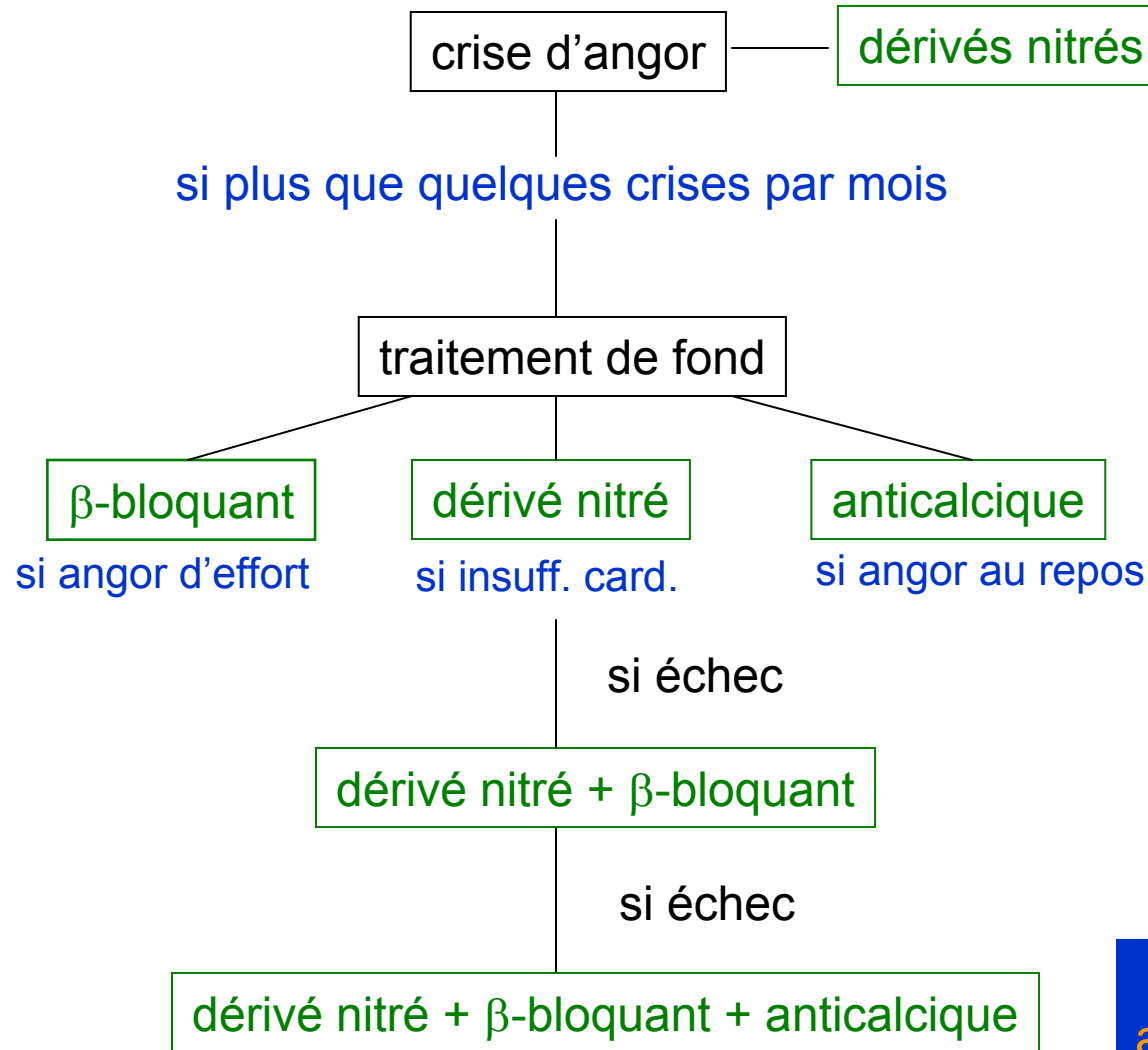 crise d’angor
dérivés nitrés
si plus que quelques crises par mois
traitement de fond
β-bloquant
dérivé nitré
anticalcique
si angor d’effort
si insuff. card.
si angor au repos
si échec
dérivé nitré + β-bloquant
si échec
dérivé nitré + β-bloquant + anticalcique